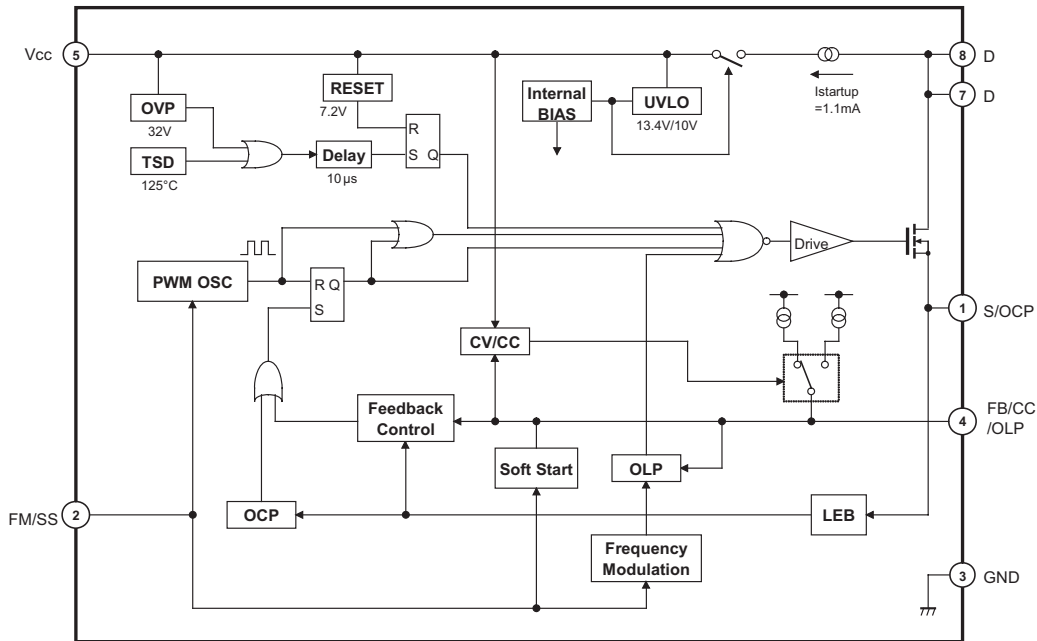 Vcc
5
8
D
RESET
Internal
BIAS
UVLO
Istartup
=1.1mA
7
D
OVP
7.2V
13.4V/10V
32V
R
TSD
Delay
S Q
125°C
10µs
Drive
PWM OSC
R Q
S
1
S/OCP
CV/CC
Feedback
Control
4
FB/CC
/OLP
Soft Start
OLP
2
FM/SS
OCP
LEB
Frequency
Modulation
3
GND